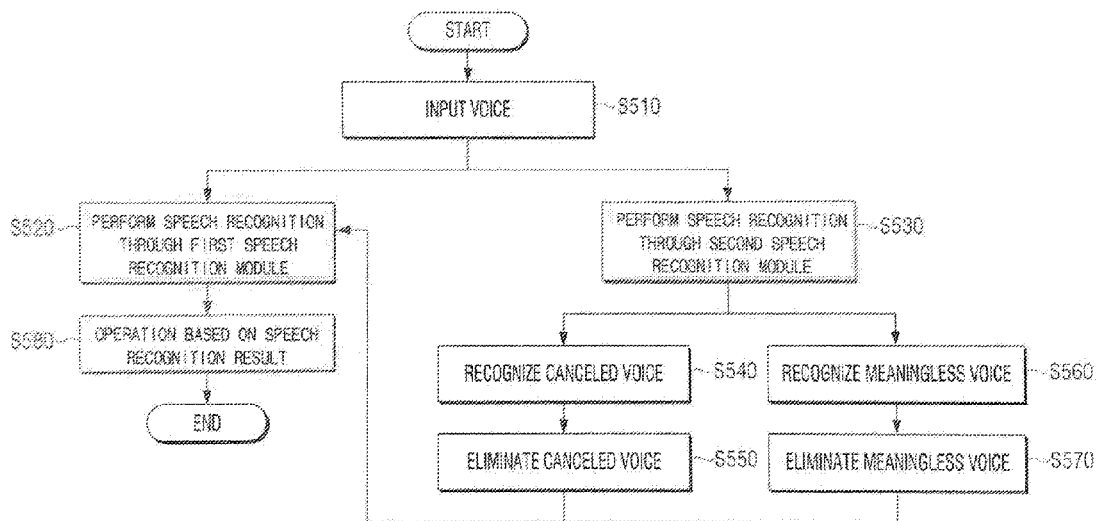 START
INPUT VOICE
S510
S520
PERFORM SPEECH RECOGNITION
THROUGH FIRST SPEECH
RECOGNITION MODULE
PERFORM SPEECH RECOGNITION
THROUGH SECOND SPEECH
RECOGNITION MODULE
S530
S580
OPERATION BASED ON SPEECH
RECOGNITION RESULT
END
RECOGNIZE CANCELED VOICE
S540
RECOGNIZE MEANINGLESS VOICE
S560
ELIMINATE CANCELED VOICE
S550
ELIMINATE MEANINGLESS VOICE
S570